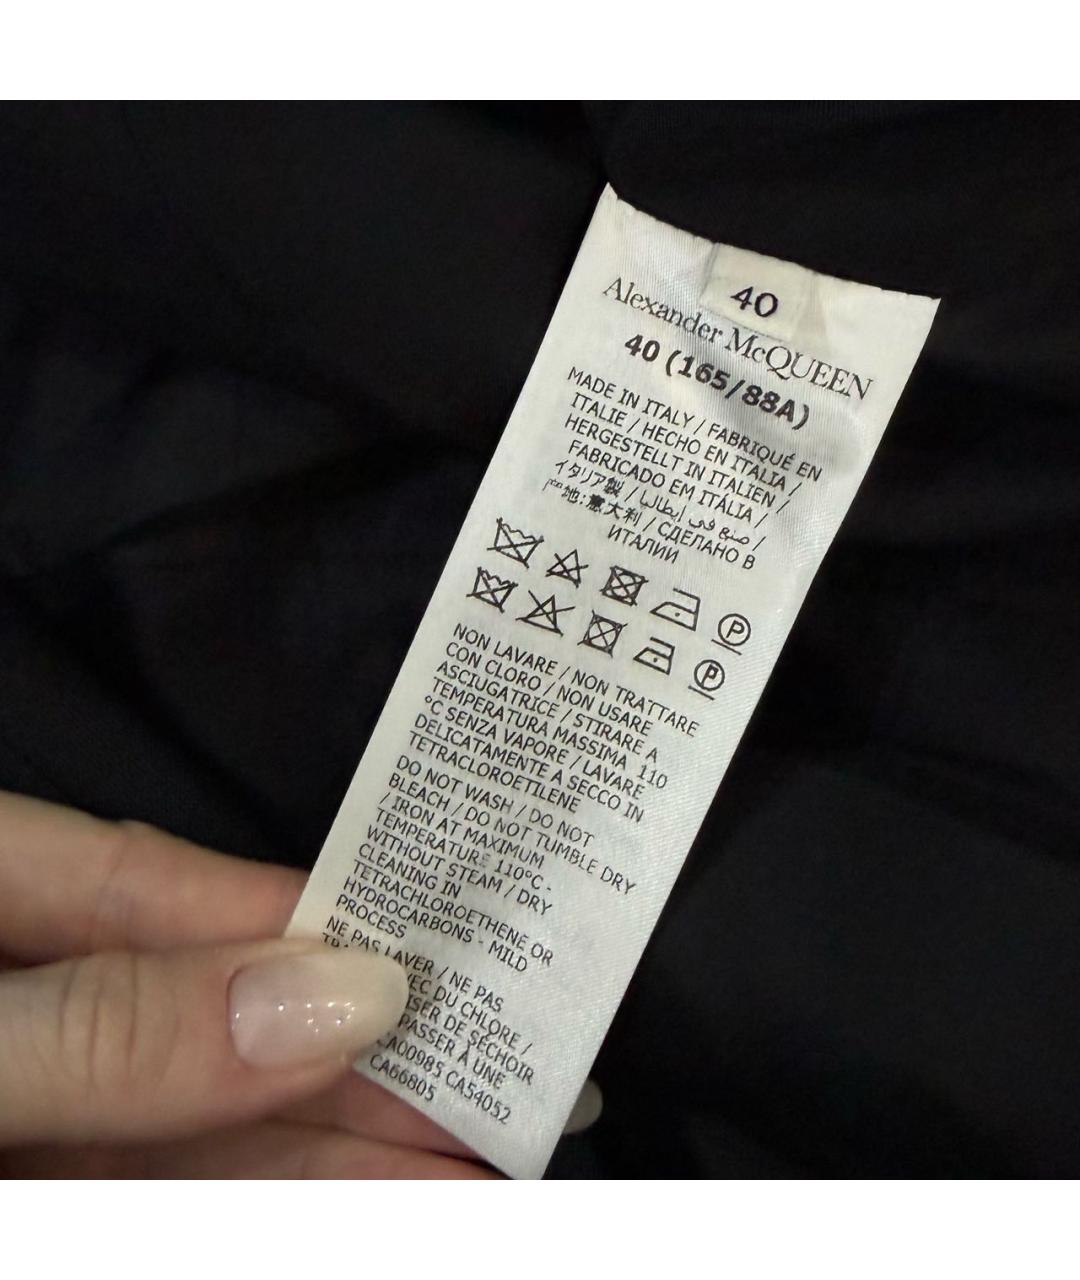 40
Alexander McQUEEN
40 (165/88A)
MADE IN ITALY / FABRIQUÉ EN
ITALIE / HECHO EN ITALIA /
HERGESTELLT IN ITALIEN /
FABRICADO EM ITÁLIA /
イタリア製 / صنع في إيطاليا /
产地:意大利 / СДЕЛАНО В
ИТАЛИИ
P
P
NON LAVARE / NON TRATTARE
CON CLORO / NON USARE
ASCIUGATRICE / STIRARE A
TEMPERATURA MASSIMA 110
°C SENZA VAPORE / LAVARE
DELICATAMENTE A SECCO IN
TETRACLOROETILENE
DO NOT WASH / DO NOT
BLEACH / DO NOT TUMBLE DRY
/ IRON AT MAXIMUM
TEMPERATURE 110°C -
WITHOUT STEAM / DRY
CLEANING IN
TETRACHLOROETHENE OR
HYDROCARBONS - MILD
PROCESS
NE PAS LAVER / NE PAS
DU CHLORE /
DE SÉCHOIR
PASSER À UNE
CA00985 CA54052
CA66805